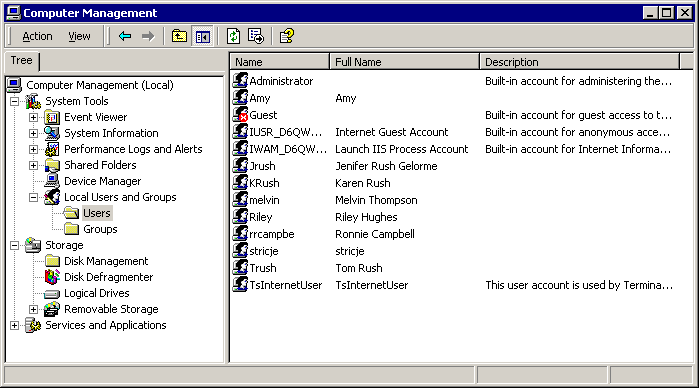 Computer Management
Action View
Tree
Computer Management (Local)
System Tools
Event Viewer
System Information
Performance Logs and Alerts
Shared Folders
Device Manager
Local Users and Groups
Users
Groups
Storage
Disk Management
Disk Defragmenter
Logical Drives
Removable Storage
Services and Applications
Name Full Name Description
Administrator Built-in account for administering the...
Amy Amy
Guest Built-in account for guest access to t...
IUSR_D6QW... Internet Guest Account Built-in account for anonymous acce...
IWAM_D6QW... Launch IIS Process Account Built-in account for Internet Informa...
Jrush Jenifer Rush Gelorme
KRush Karen Rush
melvin Melvin Thompson
Riley Riley Hughes
rrcampbe Ronnie Campbell
stricje stricje
Trush Tom Rush
TsInternetUser TsInternetUser This user account is used by Termina...